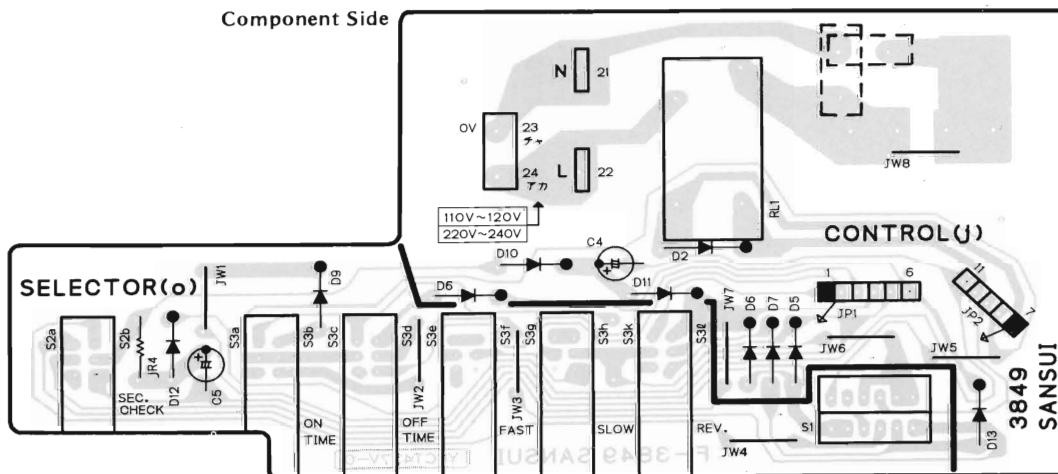 Component Side
N
21
0V
23
チャ
24
アカ
L
22
110V~120V
220V~240V
RL1
JW8
CONTROL(j)
D10
C4
D2
SELECTOR(o)
JW1
D9
D6
D11
JW7
D6
D7
D5
1
6
JP1
11
7
JP2
S2a
S2b
JR4
D12
C5
S3a
S3b
S3c
S3d
S3e
S3f
S3g
S3h
S3k
S3ℓ
JW6
JW5
SEC.
CHECK
JW2
JW3
ON
TIME
OFF
TIME
FAST
SLOW
REV.
JW4
S1
D13
3849
SANSUI
F-3849 SANSUI